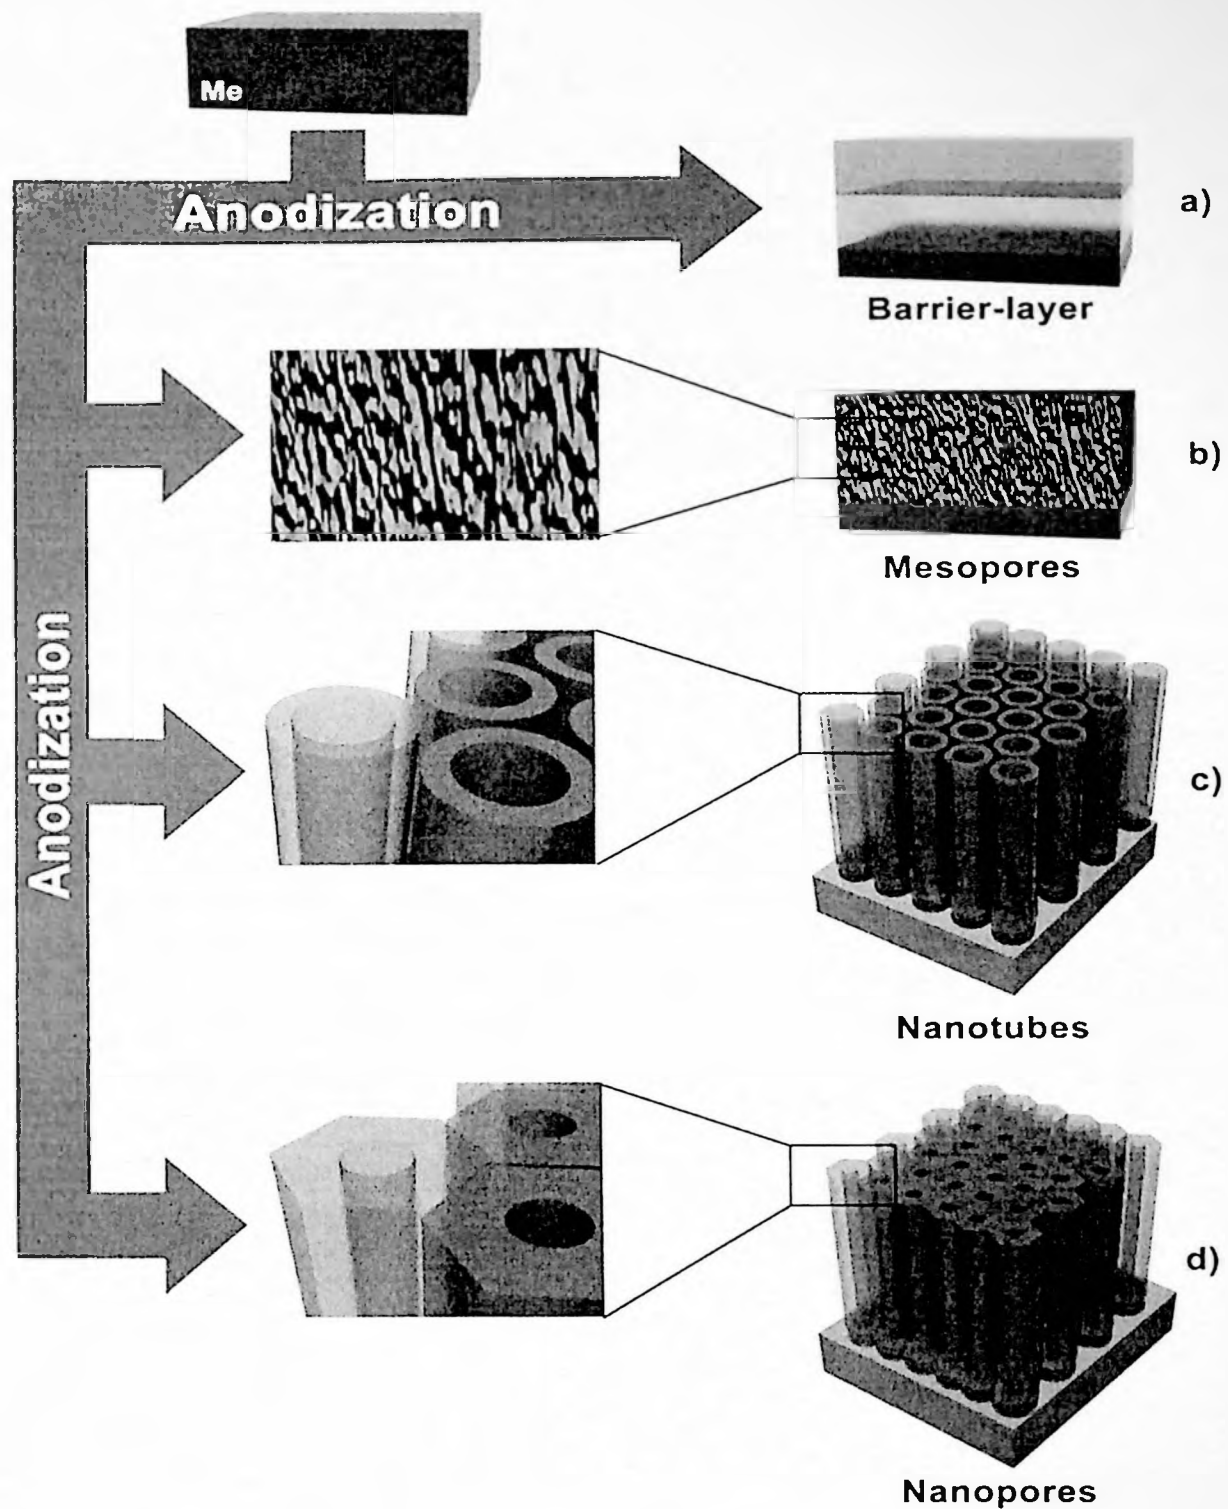 Me
Anodization
a)
Barrier-layer
b)
Mesopores
Anodization
c)
Nanotubes
d)
Nanopores